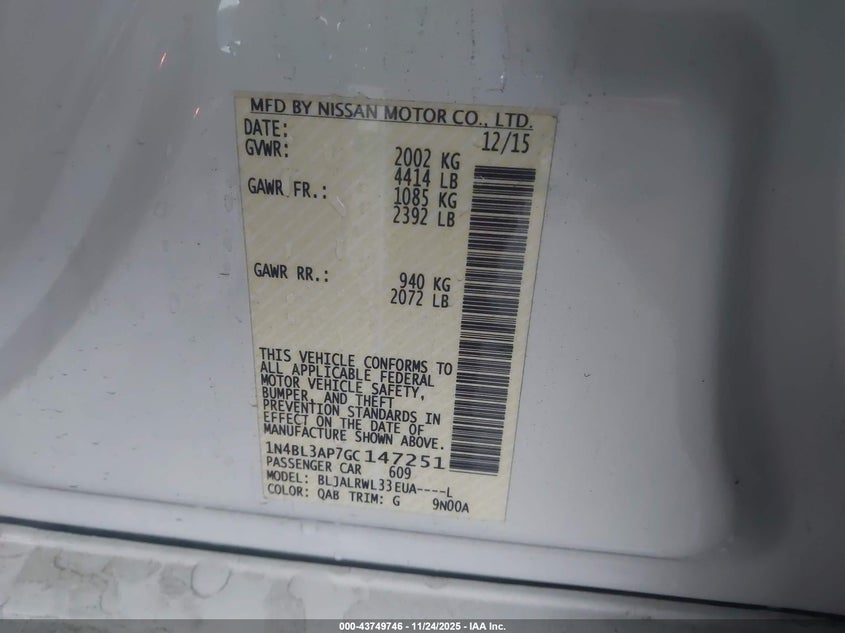 MFD BY NISSAN MOTOR CO., LTD.
DATE: 12/15
GVWR: 2002 KG
4414 LB
GAWR FR.: 1085 KG
2392 LB
GAWR RR.: 940 KG
2072 LB
THIS VEHICLE CONFORMS TO
ALL APPLICABLE FEDERAL
MOTOR VEHICLE SAFETY,
BUMPER, AND THEFT
PREVENTION STANDARDS IN
EFFECT ON THE DATE OF
MANUFACTURE SHOWN ABOVE.
1N4BL3AP7GC147251
PASSENGER CAR 609
MODEL: BLJALRWL33EUA----L
COLOR: QAB TRIM: G 9N00A
000-43749746 - 11/24/2025 - IAA Inc.